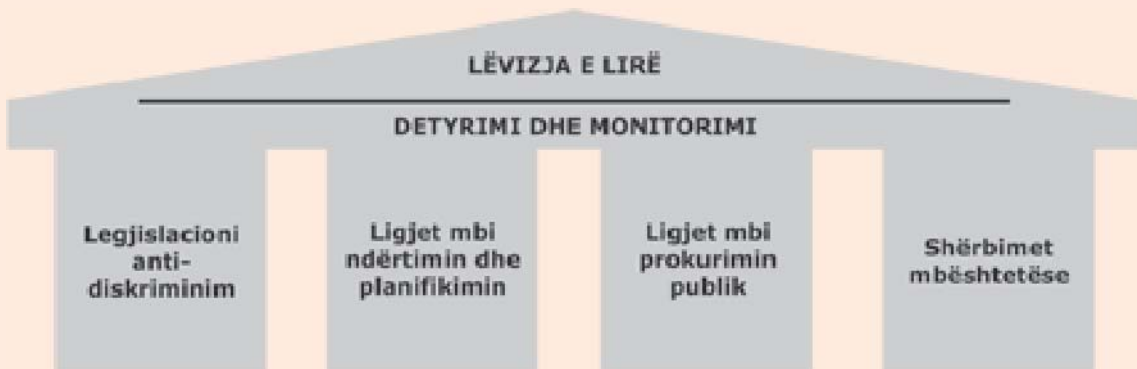 LËVIZJA E LIRË
DETYRIMI DHE MONITORIMI
Legjislacioni
anti-
diskriminim
Ligjet mbi
ndërtimin dhe
planifikimin
Ligjet mbi
prokurimin
publik
Shërbimet
mbështetëse